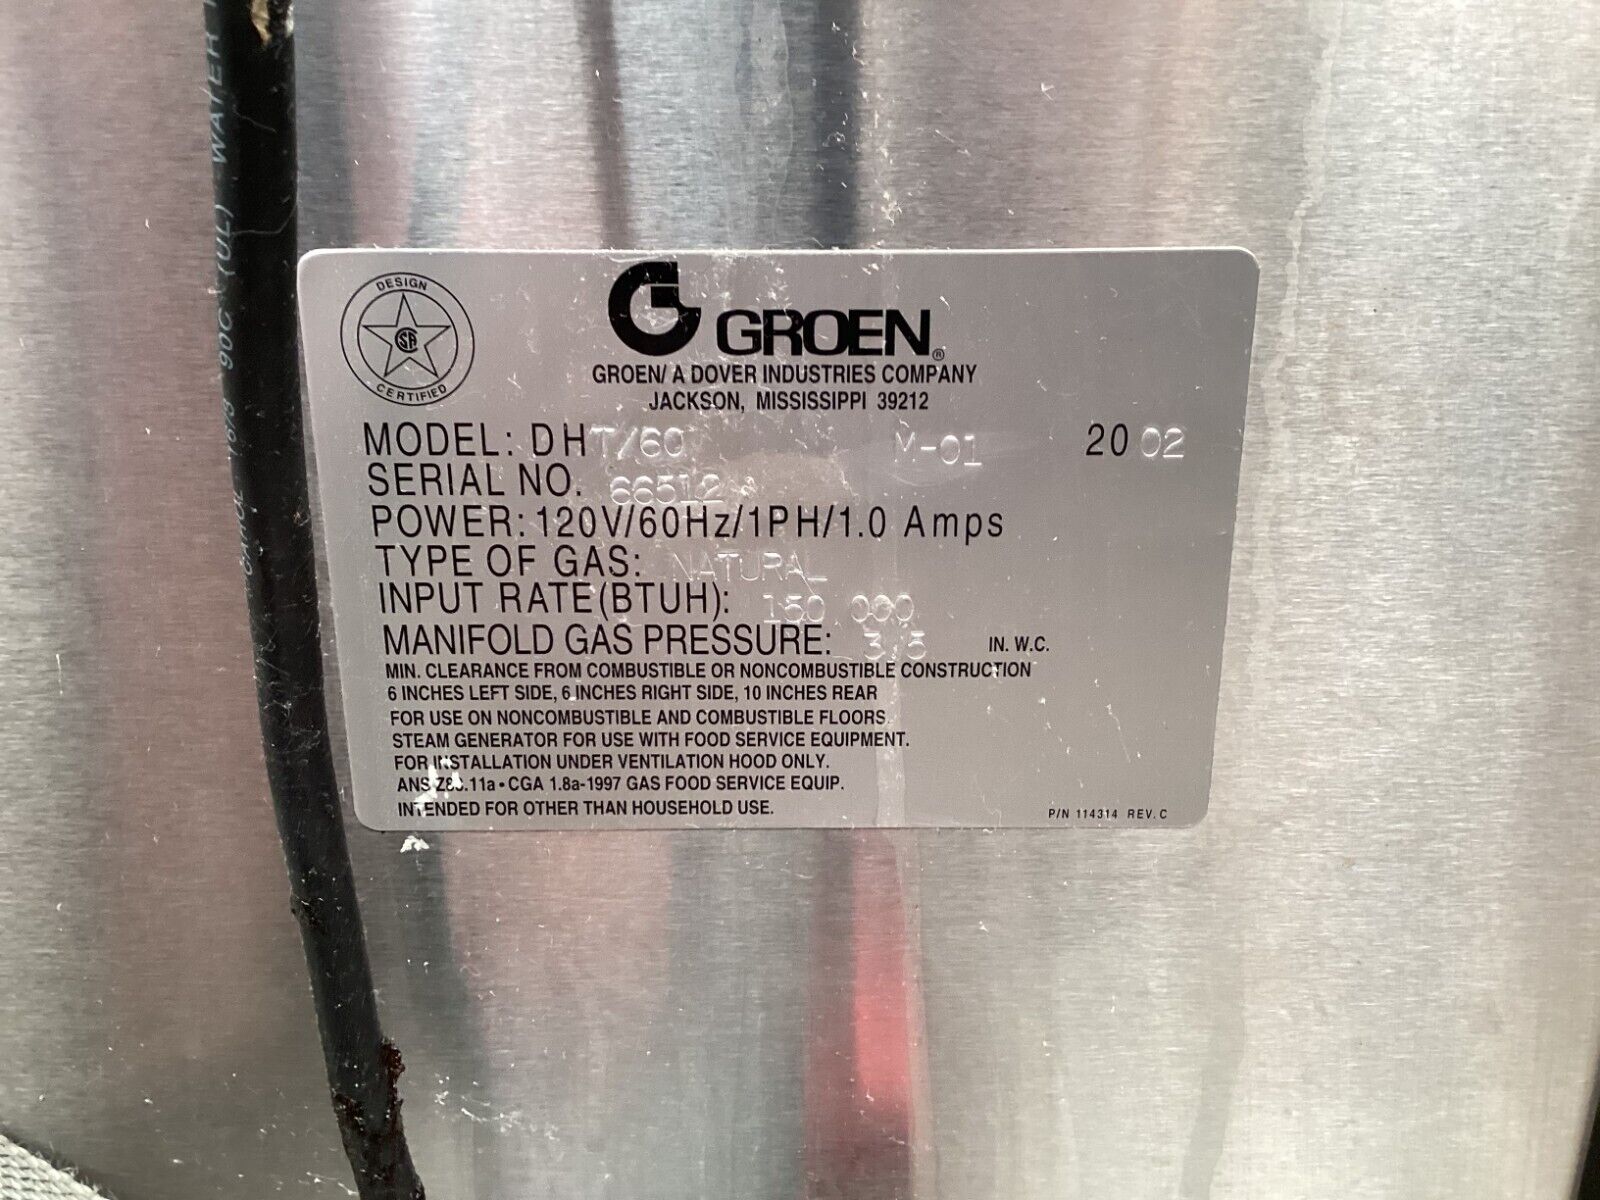 WATER
90C (UL)
DESIGN
CERTIFIED
GROEN®
GROEN/ A DOVER INDUSTRIES COMPANY
JACKSON, MISSISSIPPI 39212
MODEL: DHT/60 M-01 2002
SERIAL NO. 66512
POWER: 120V/60Hz/1PH/1.0 Amps
TYPE OF GAS: NATURAL
INPUT RATE(BTUH): 150,000
MANIFOLD GAS PRESSURE: 3.5 IN. W.C.
MIN. CLEARANCE FROM COMBUSTIBLE OR NONCOMBUSTIBLE CONSTRUCTION
6 INCHES LEFT SIDE, 6 INCHES RIGHT SIDE, 10 INCHES REAR
FOR USE ON NONCOMBUSTIBLE AND COMBUSTIBLE FLOORS.
STEAM GENERATOR FOR USE WITH FOOD SERVICE EQUIPMENT.
FOR INSTALLATION UNDER VENTILATION HOOD ONLY.
CGA 1.8a-1997 GAS FOOD SERVICE EQUIP.
INTENDED FOR OTHER THAN HOUSEHOLD USE.
P/N 114314 REV. C